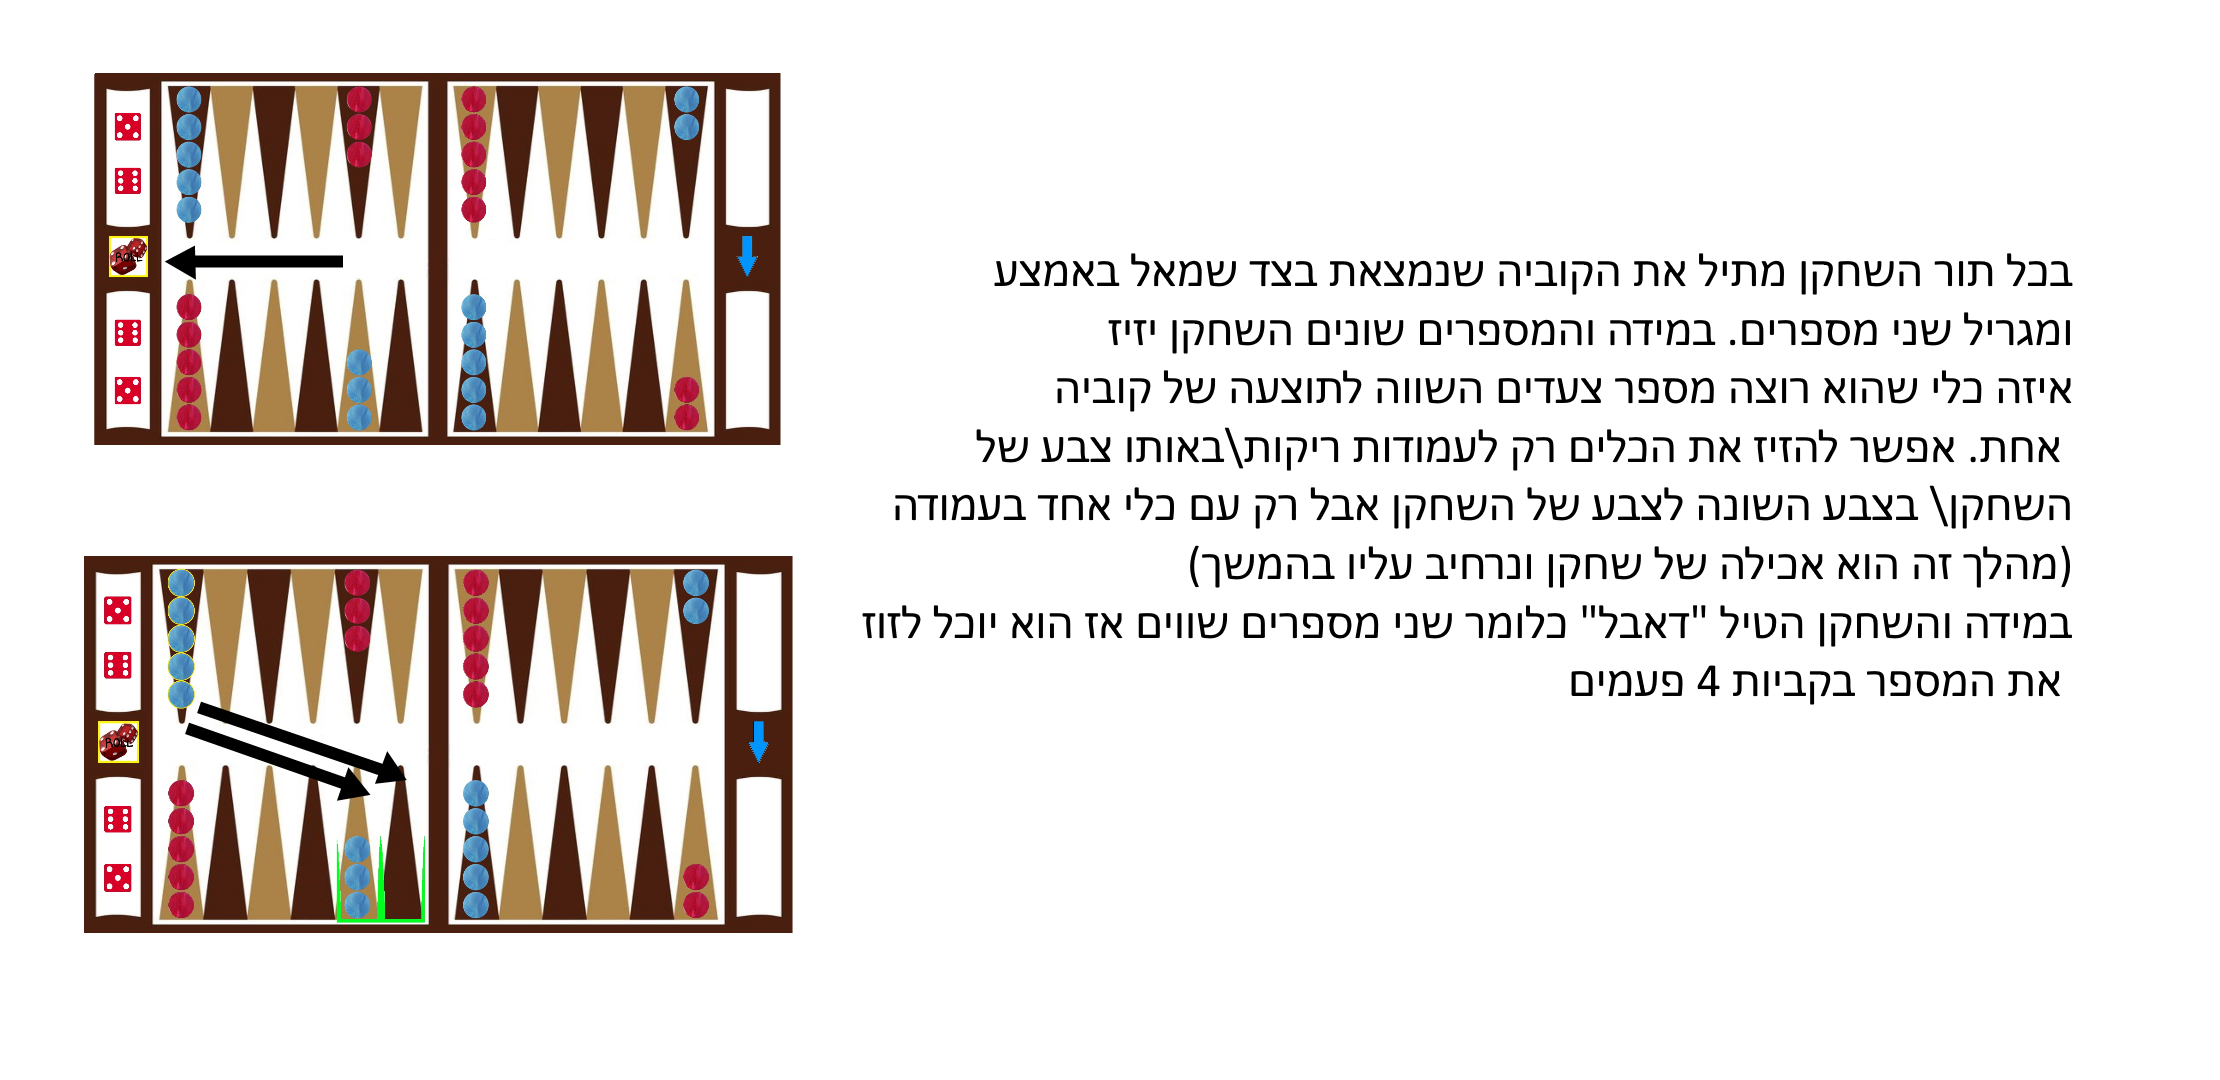 בכל תור השחקן מתיל את הקוביה שנמצאת בצד שמאל באמצע
ומגריל שני מספרים. במידה והמספרים שונים השחקן יזיז
איזה כלי שהוא רוצה מספר צעדים השווה לתוצעה של קוביה
אחת. אפשר להזיז את הכלים רק לעמודות ריקות\באותו צבע של
השחקן\ בצבע השונה לצבע של השחקן אבל רק עם כלי אחד בעמודה
(מהלך זה הוא אכילה של שחקן ונרחיב עליו בהמשך)
במידה והשחקן הטיל "דאבל" כלומר שני מספרים שווים אז הוא יוכל לזוז
את המספר בקביות 4 פעמים
ROLL
ROLL